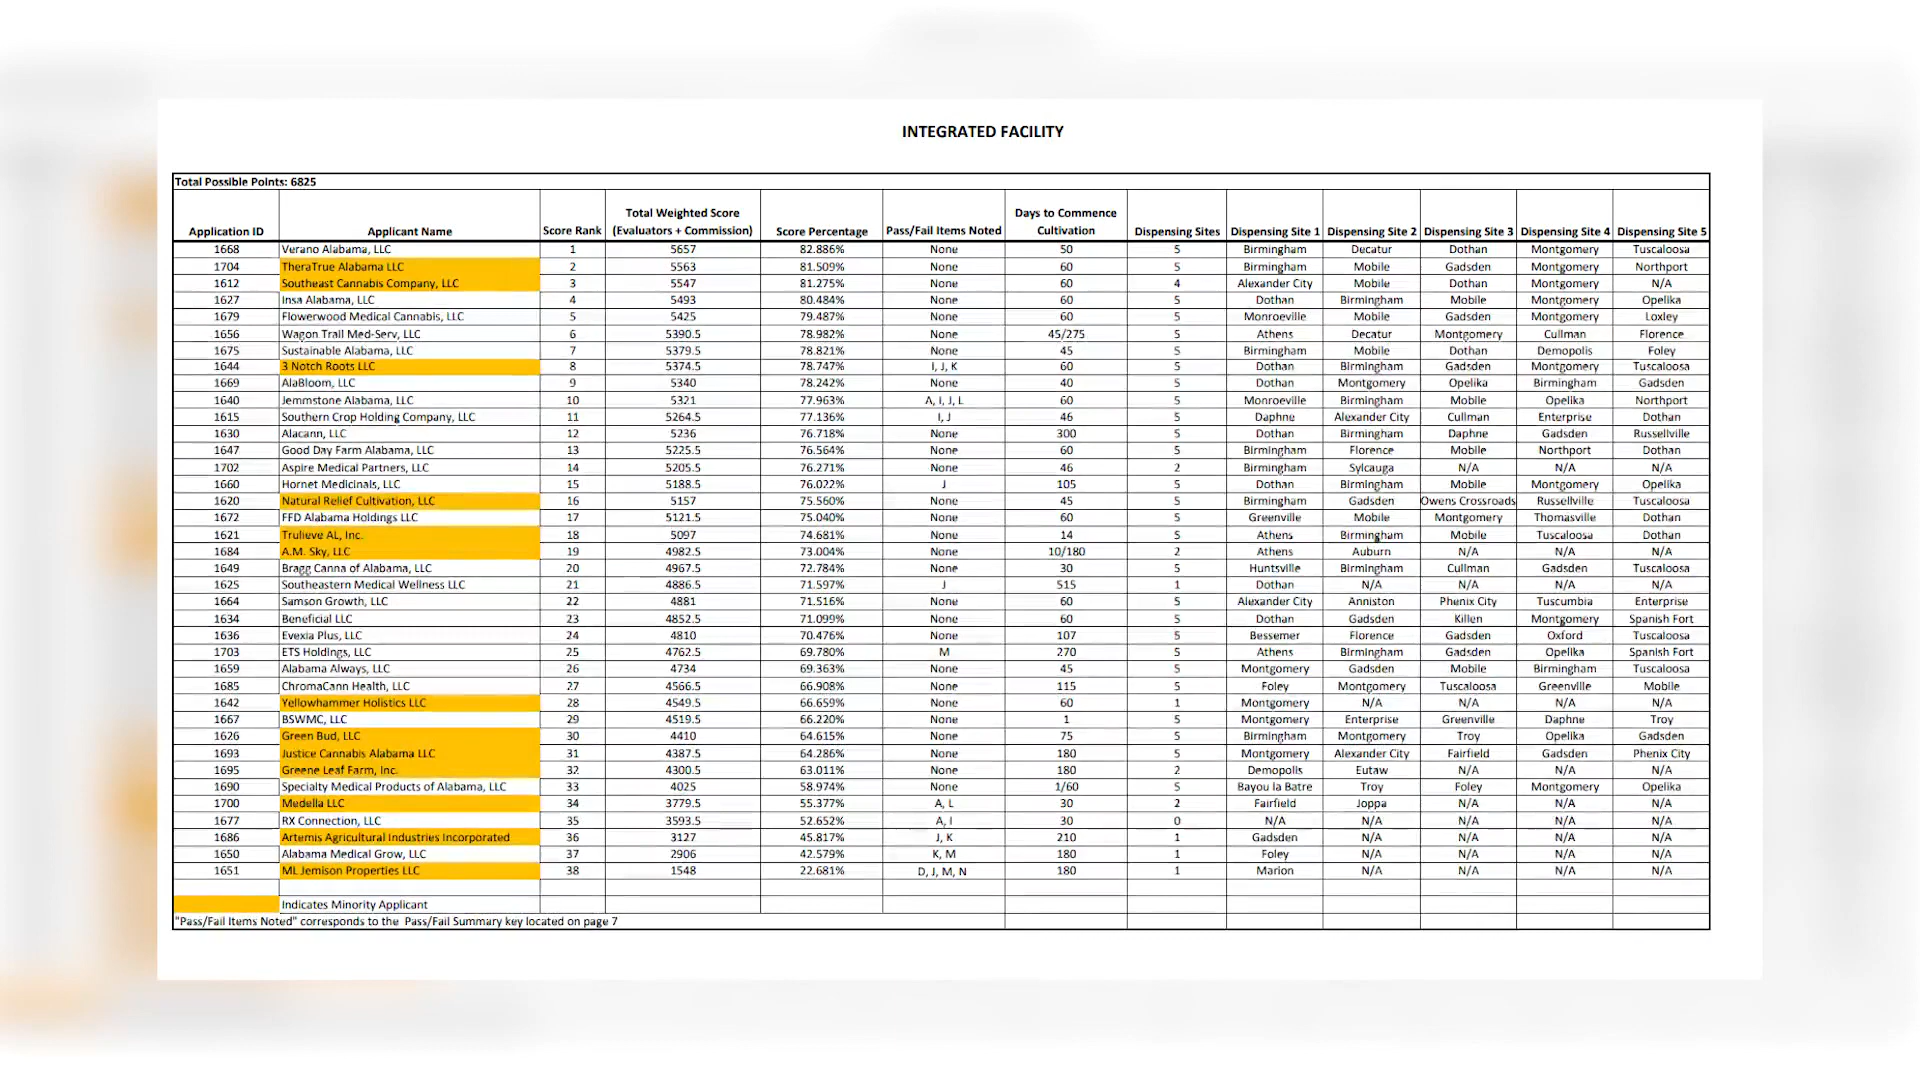 INTEGRATED FACILITY
Total Possible Points: 6825
Application ID Applicant Name Score Rank Total Weighted Score (Evaluators + Commission) Score Percentage Pass/Fail Items Noted Days to Commence Cultivation Dispensing Sites Dispensing Site 1 Dispensing Site 2 Dispensing Site 3 Dispensing Site 4 Dispensing Site 5
1668 Verano Alabama, LLC 1 5657 82.886% None 50 5 Birmingham Decatur Dothan Montgomery Tuscaloosa
1704 TheraTrue Alabama LLC 2 5563 81.509% None 60 5 Birmingham Mobile Gadsden Montgomery Northport
1612 Southeast Cannabis Company, LLC 3 5547 81.275% None 60 4 Alexander City Mobile Dothan Montgomery N/A
1627 Insa Alabama, LLC 4 5493 80.484% None 60 5 Dothan Birmingham Mobile Montgomery Opelika
1679 Flowerwood Medical Cannabis, LLC 5 5425 79.487% None 60 5 Monroeville Mobile Gadsden Montgomery Loxley
1656 Wagon Trail Med-Serv, LLC 6 5390.5 78.982% None 45/275 5 Athens Decatur Montgomery Cullman Florence
1675 Sustainable Alabama, LLC 7 5379.5 78.821% None 45 5 Birmingham Mobile Dothan Demopolis Foley
1644 3 Notch Roots LLC 8 5374.5 78.747% I, J, K 60 5 Dothan Birmingham Gadsden Montgomery Tuscaloosa
1669 AlaBloom, LLC 9 5340 78.242% None 40 5 Dothan Montgomery Opelika Birmingham Gadsden
1640 Jemmstone Alabama, LLC 10 5321 77.963% A, I, J, L 60 5 Monroeville Birmingham Mobile Opelika Northport
1615 Southern Crop Holding Company, LLC 11 5264.5 77.136% I, J 46 5 Daphne Alexander City Cullman Enterprise Dothan
1630 Alacann, LLC 12 5236 76.718% None 300 5 Dothan Birmingham Daphne Gadsden Russellville
1647 Good Day Farm Alabama, LLC 13 5225.5 76.564% None 60 5 Birmingham Florence Mobile Northport Dothan
1702 Aspire Medical Partners, LLC 14 5205.5 76.271% None 46 2 Birmingham Sylcauga N/A N/A N/A
1660 Hornet Medicinals, LLC 15 5188.5 76.022% J 105 5 Dothan Birmingham Mobile Montgomery Opelika
1620 Natural Relief Cultivation, LLC 16 5157 75.560% None 45 5 Birmingham Gadsden Owens Crossroads Russellville Tuscaloosa
1672 FFD Alabama Holdings LLC 17 5121.5 75.040% None 60 5 Greenville Mobile Montgomery Thomasville Dothan
1621 Trulieve AL, Inc. 18 5097 74.681% None 14 5 Athens Birmingham Mobile Tuscaloosa Dothan
1684 A.M. Sky, LLC 19 4982.5 73.004% None 10/180 2 Athens Auburn N/A N/A N/A
1649 Bragg Canna of Alabama, LLC 20 4967.5 72.784% None 30 5 Huntsville Birmingham Cullman Gadsden Tuscaloosa
1625 Southeastern Medical Wellness LLC 21 4886.5 71.597% J 515 1 Dothan N/A N/A N/A N/A
1664 Samson Growth, LLC 22 4881 71.516% None 60 5 Alexander City Anniston Phenix City Tuscumbia Enterprise
1634 Beneficial LLC 23 4852.5 71.099% None 60 5 Dothan Gadsden Killen Montgomery Spanish Fort
1636 Evexia Plus, LLC 24 4810 70.476% None 107 5 Bessemer Florence Gadsden Oxford Tuscaloosa
1703 ETS Holdings, LLC 25 4762.5 69.780% M 270 5 Athens Birmingham Gadsden Opelika Spanish Fort
1659 Alabama Always, LLC 26 4734 69.363% None 45 5 Montgomery Gadsden Mobile Birmingham Tuscaloosa
1685 ChromaCann Health, LLC 27 4566.5 66.908% None 115 5 Foley Montgomery Tuscaloosa Greenville Mobile
1642 Yellowhammer Holistics LLC 28 4549.5 66.659% None 60 1 Montgomery N/A N/A N/A N/A
1667 BSWMC, LLC 29 4519.5 66.220% None 1 5 Montgomery Enterprise Greenville Daphne Troy
1626 Green Bud, LLC 30 4410 64.615% None 75 5 Birmingham Montgomery Troy Opelika Gadsden
1693 Justice Cannabis Alabama LLC 31 4387.5 64.286% None 180 5 Montgomery Alexander City Fairfield Gadsden Phenix City
1695 Greene Leaf Farm, Inc. 32 4300.5 63.011% None 180 2 Demopolis Eutaw N/A N/A N/A
1690 Specialty Medical Products of Alabama, LLC 33 4025 58.974% None 1/60 5 Bayou la Batre Troy Foley Montgomery Opelika
1700 Medella LLC 34 3779.5 55.377% A, L 30 2 Fairfield Joppa N/A N/A N/A
1677 RX Connection, LLC 35 3593.5 52.652% A, I 30 0 N/A N/A N/A N/A N/A
1686 Artemis Agricultural Industries Incorporated 36 3127 45.817% J, K 210 1 Gadsden N/A N/A N/A N/A
1650 Alabama Medical Grow, LLC 37 2906 42.579% K, M 180 1 Foley N/A N/A N/A N/A
1651 ML Jemison Properties LLC 38 1548 22.681% D, J, M, N 180 1 Marion N/A N/A N/A N/A
Indicates Minority Applicant
"Pass/Fail Items Noted" corresponds to the Pass/Fail Summary key located on page 7